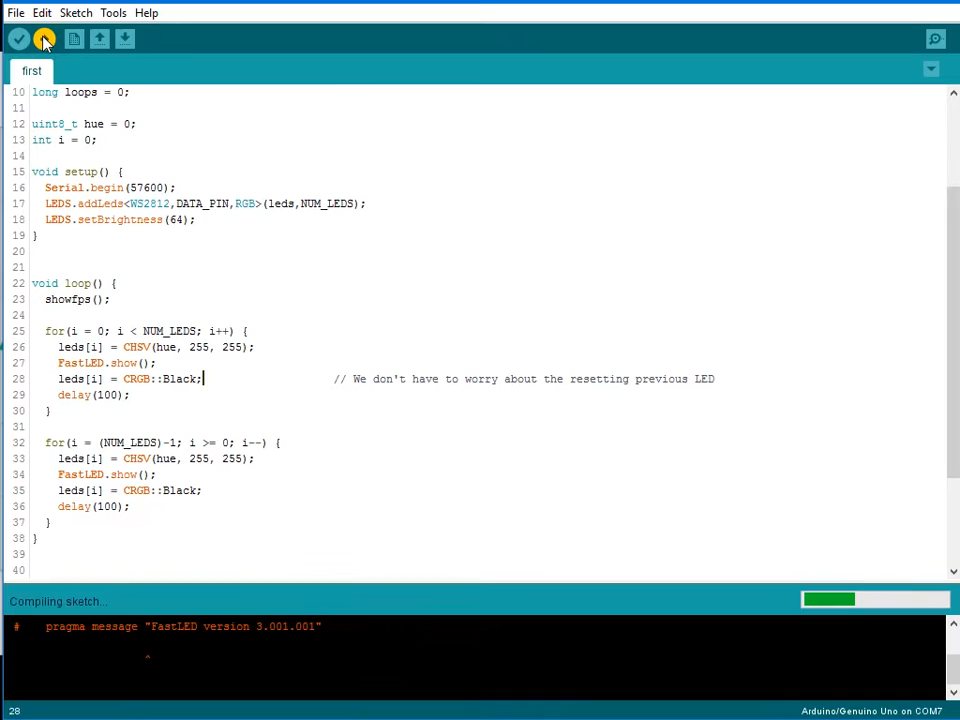 File Edit Sketch Tools Help
first
10 long loops = 0;
11
12 uint8_t hue = 0;
13 int i = 0;
14
15 void setup() {
16 Serial.begin(57600);
17 LEDS.addLeds<WS2812,DATA_PIN,RGB>(leds,NUM_LEDS);
18 LEDS.setBrightness(64);
19 }
20
21
22 void loop() {
23 showfps();
24
25 for(i = 0; i < NUM_LEDS; i++) {
26 leds[i] = CHSV(hue, 255, 255);
27 FastLED.show();
28 leds[i] = CRGB::Black; // We don't have to worry about the resetting previous LED
29 delay(100);
30 }
31
32 for(i = (NUM_LEDS)-1; i >= 0; i--) {
33 leds[i] = CHSV(hue, 255, 255);
34 FastLED.show();
35 leds[i] = CRGB::Black;
36 delay(100);
37 }
38 }
39
40
Compiling sketch...
# pragma message "FastLED version 3.001.001"
^
28 Arduino/Genuino Uno on COM7